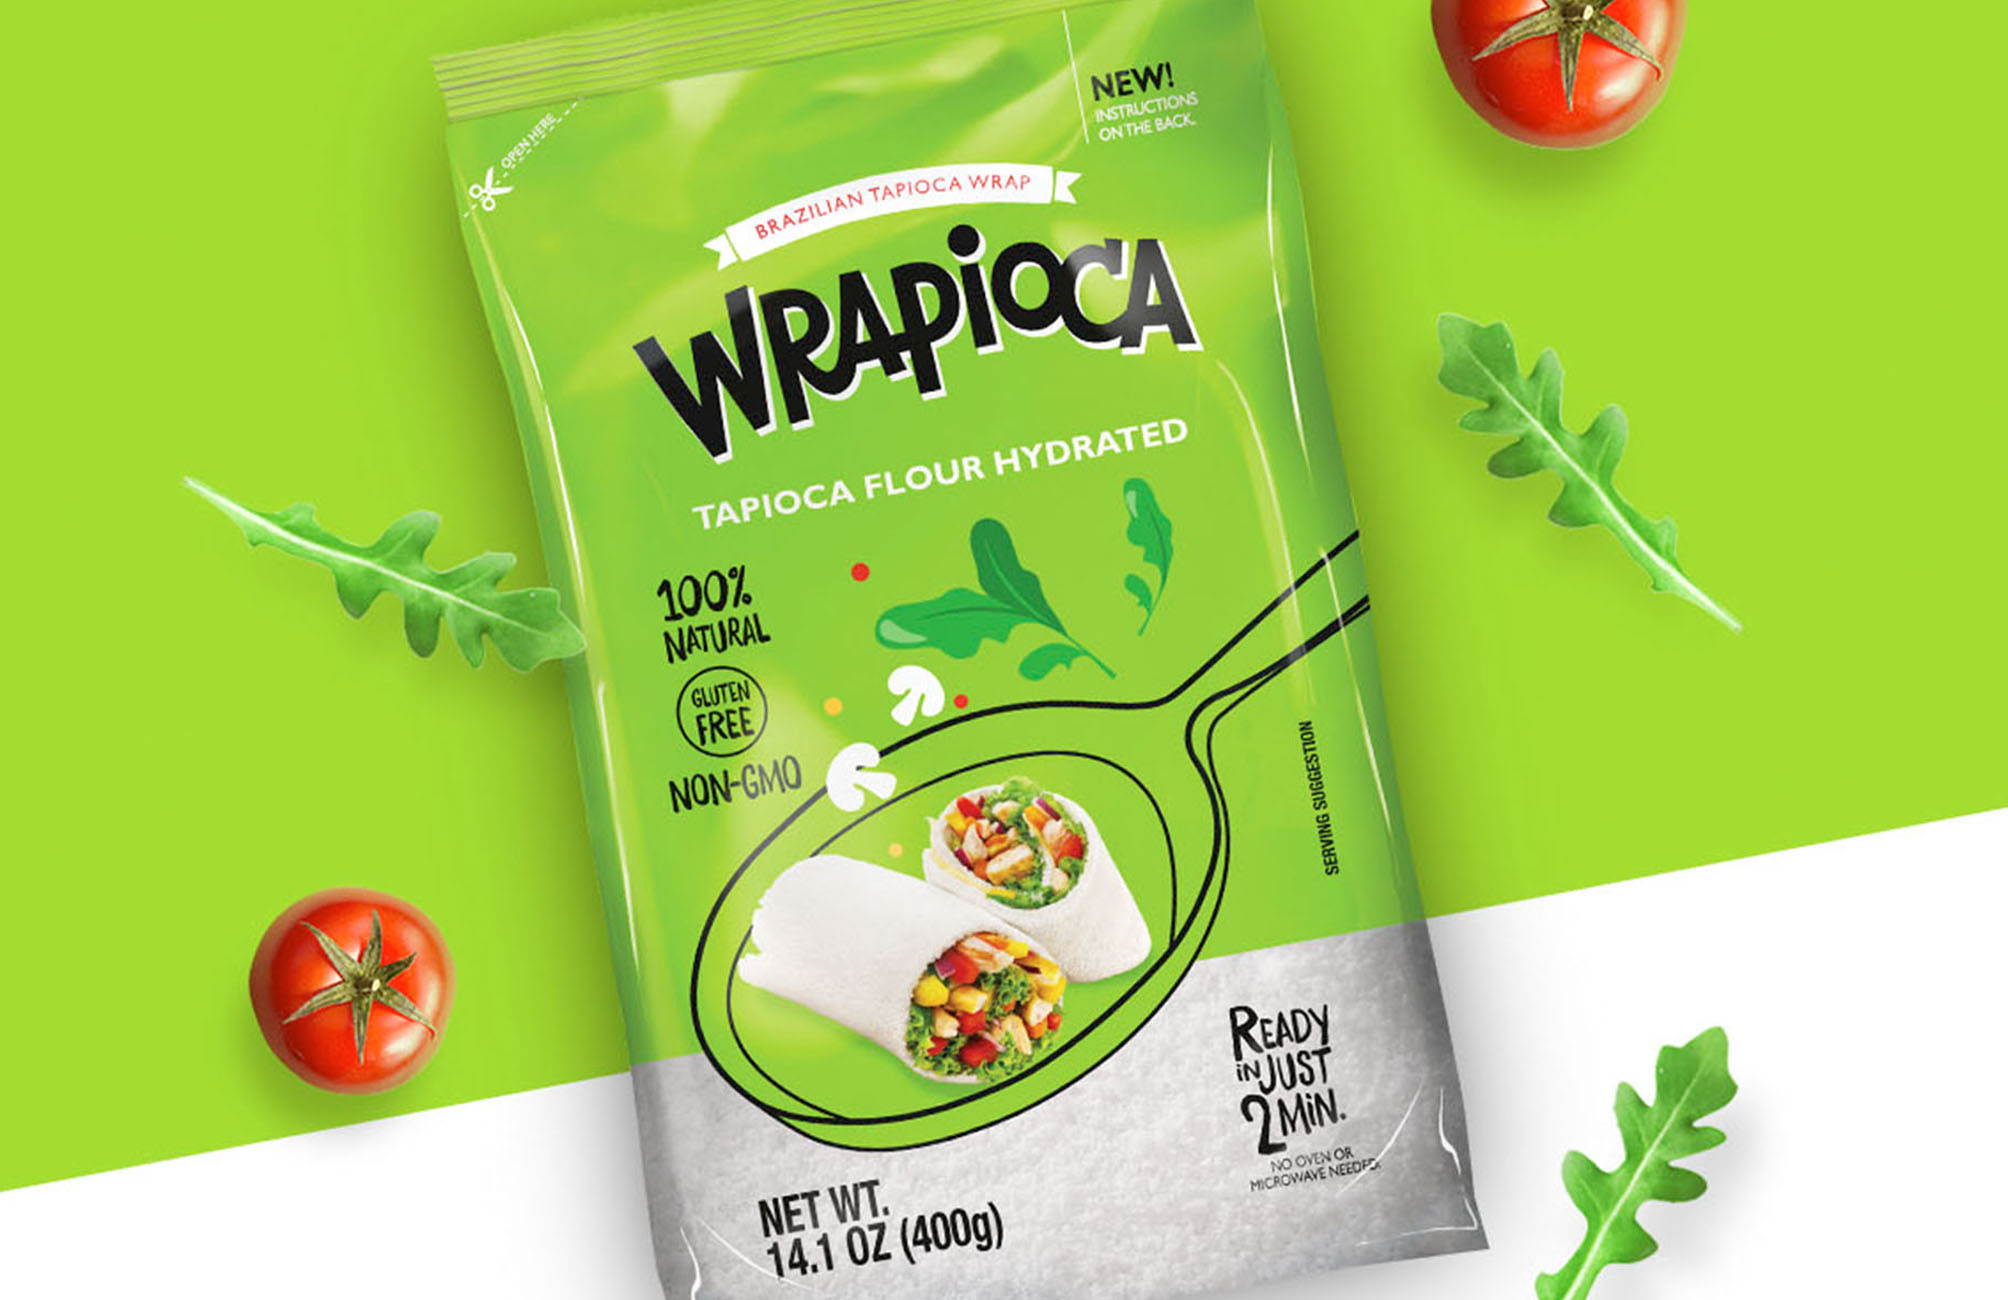 OPEN HERE
NEW!
INSTRUCTIONS
ON THE BACK.
BRAZILIAN TAPIOCA WRAP
WRAPiOCA
TAPIOCA FLOUR HYDRATED
100%
NATURAL
GLUTEN
FREE
NON-GMO
SERVING SUGGESTION
READY
iN JUST
2 MiN.
NO OVEN OR
MICROWAVE NEEDED.
NET WT.
14.1 OZ (400g)